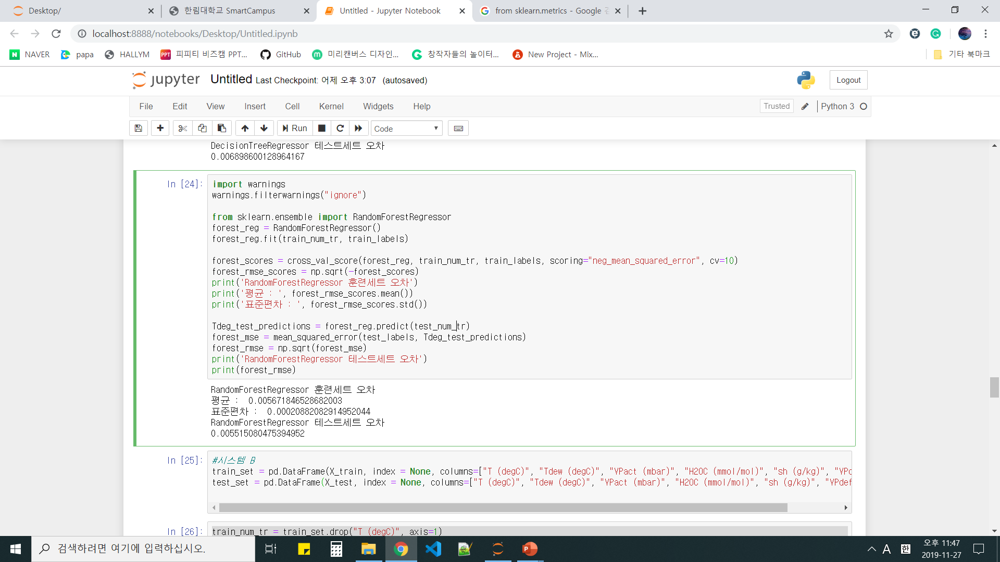 Desktop/
한림대학교 SmartCampus
Untitled - Jupyter Notebook
from sklearn.metrics - Google
localhost:8888/notebooks/Desktop/Untitled.ipynb
NAVER
papa
HALLYM
PPT 피피티 비즈캠 PPT...
GitHub
미리캔버스 디자인...
창작자들의 놀이터...
New Project - Mix...
기타 북마크
jupyter Untitled Last Checkpoint: 어제 오후 3:07 (autosaved)
Logout
File Edit View Insert Cell Kernel Widgets Help
Trusted
Python 3
Run
Code
DecisionTreeRegressor 테스트세트 오차
0.006898600128964167
In [24]:
import warnings
warnings.filterwarnings("ignore")
from sklearn.ensemble import RandomForestRegressor
forest_reg = RandomForestRegressor()
forest_reg.fit(train_num_tr, train_labels)
forest_scores = cross_val_score(forest_reg, train_num_tr, train_labels, scoring="neg_mean_squared_error", cv=10)
forest_rmse_scores = np.sqrt(-forest_scores)
print('RandomForestRegressor 훈련세트 오차')
print('평균 : ', forest_rmse_scores.mean())
print('표준편차 : ', forest_rmse_scores.std())
Tdeg_test_predictions = forest_reg.predict(test_num_tr)
forest_mse = mean_squared_error(test_labels, Tdeg_test_predictions)
forest_rmse = np.sqrt(forest_mse)
print('RandomForestRegressor 테스트세트 오차')
print(forest_rmse)
RandomForestRegressor 훈련세트 오차
평균 :  0.005671846528682003
표준편차 :  0.00020882082914952044
RandomForestRegressor 테스트세트 오차
0.005515080475394952
In [25]:
#시스템 B
train_set = pd.DataFrame(X_train, index = None, columns=["T (degC)", "Tdew (degC)", "VPact (mbar)", "H2OC (mmol/mol)", "sh (g/kg)", "VPd
test_set = pd.DataFrame(X_test, index = None, columns=["T (degC)", "Tdew (degC)", "VPact (mbar)", "H2OC (mmol/mol)", "sh (g/kg)", "VPdef
In [26]:
train_num_tr = train_set.drop("T (degC)", axis=1)
검색하려면 여기에 입력하십시오.
A
한
오후 11:47
2019-11-27